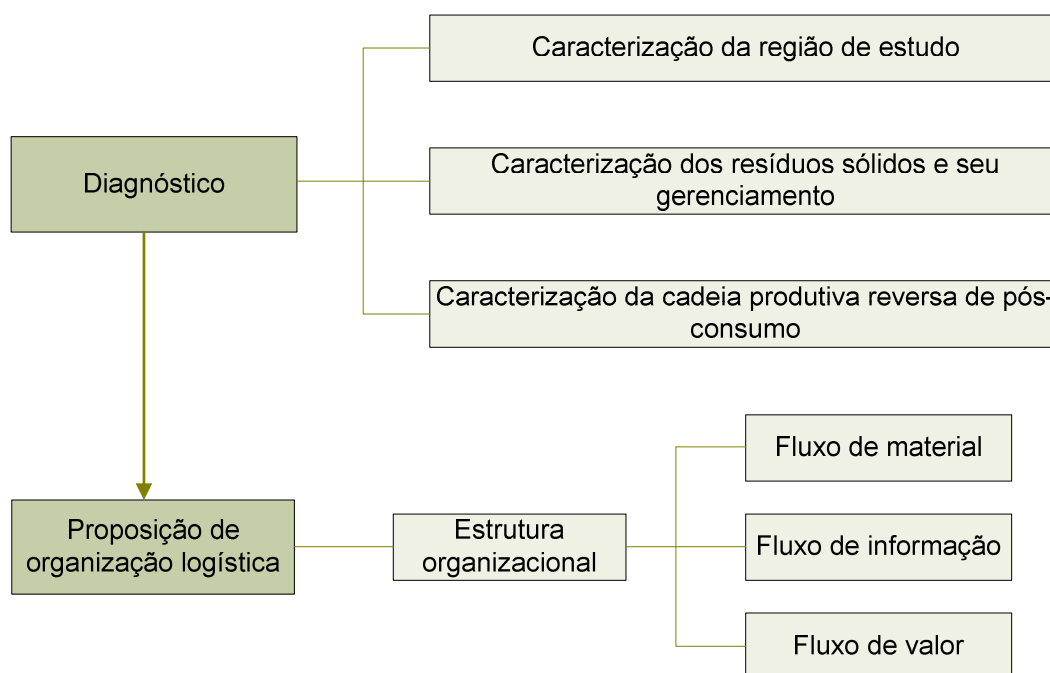 Caracterização da região de estudo
Diagnóstico
Caracterização dos resíduos sólidos e seu
gerenciamento
Caracterização da cadeia produtiva reversa de pós-
consumo
Proposição de
organização logística
Estrutura
organizacional
Fluxo de material
Fluxo de informação
Fluxo de valor